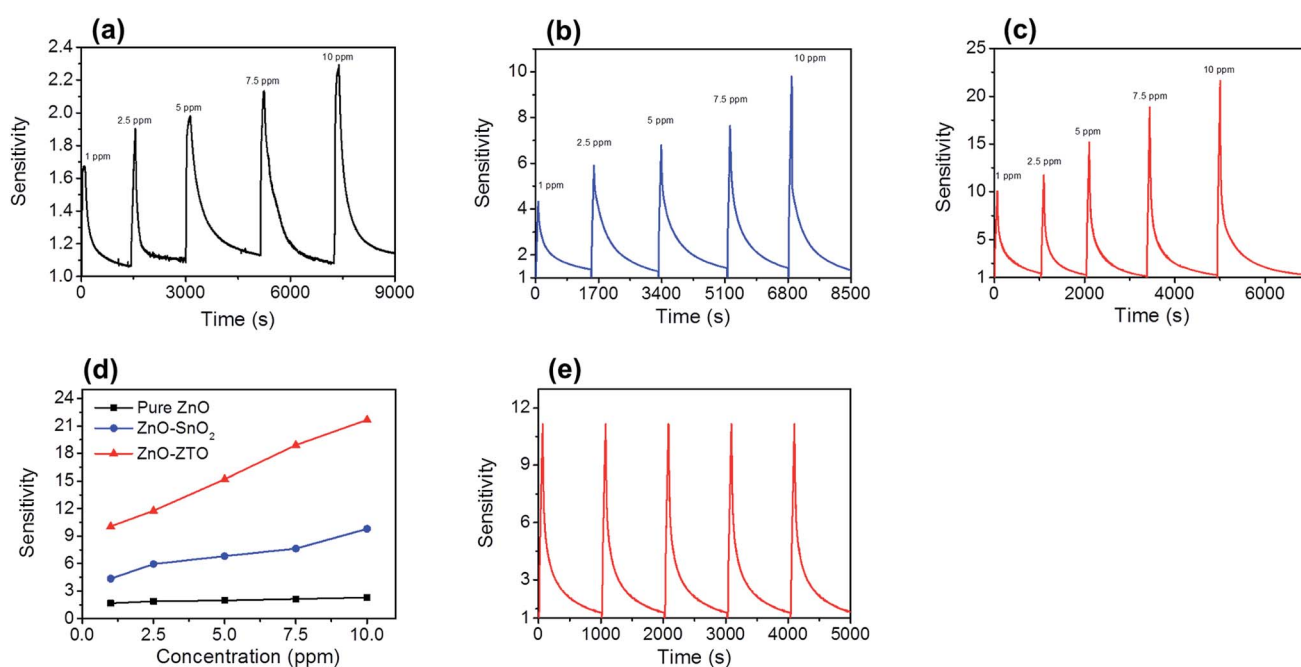 (a)
2.4
2.2
2.0
1.8
1.6
1.4
1.2
1.0
Sensitivity
1 ppm
2.5 ppm
5 ppm
7.5 ppm
10 ppm
0 3000 6000 9000
Time (s)
(b)
10
8
6
4
2
1
Sensitivity
1 ppm
2.5 ppm
5 ppm
7.5 ppm
10 ppm
0 1700 3400 5100 6800 8500
Time (s)
(c)
25
20
15
10
5
1
Sensitivity
1 ppm
2.5 ppm
5 ppm
7.5 ppm
10 ppm
0 2000 4000 6000
Time (s)
(d)
24
21
18
15
12
9
6
3
0
Sensitivity
Pure ZnO
ZnO-SnO₂
ZnO-ZTO
0.0 2.5 5.0 7.5 10.0
Concentration (ppm)
(e)
12
9
6
3
1
Sensitivity
0 1000 2000 3000 4000 5000
Time (s)